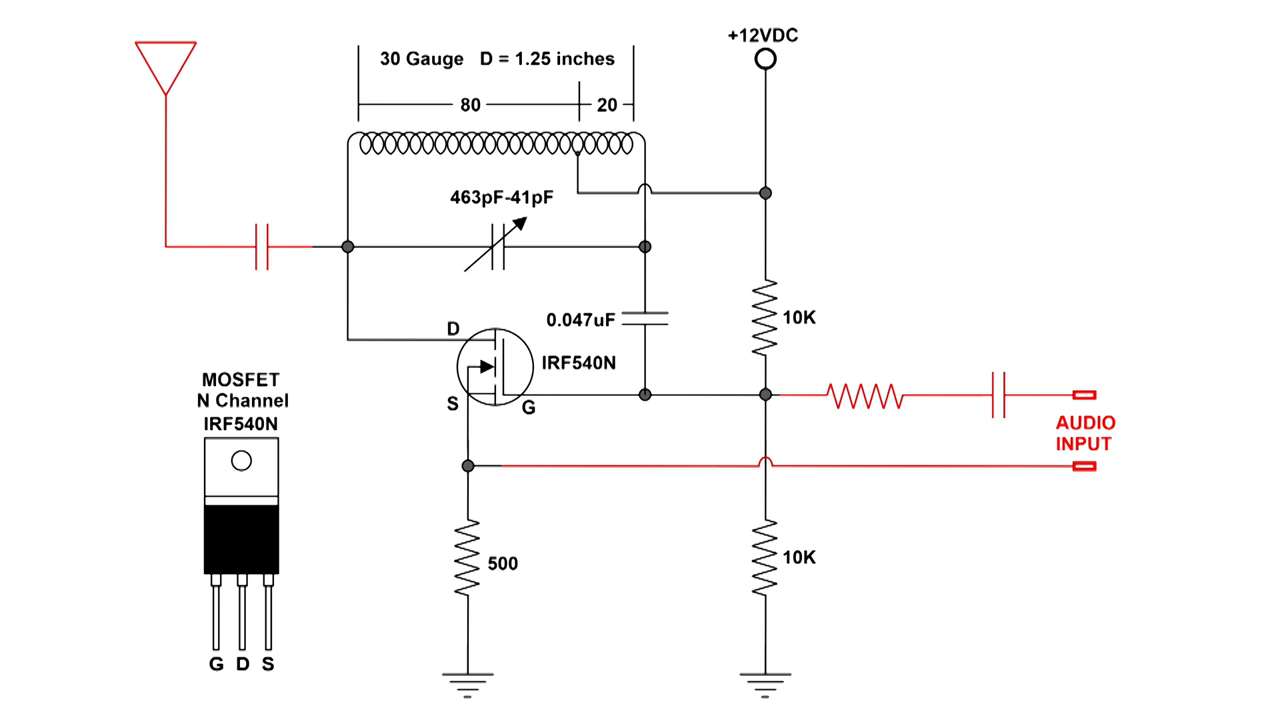 +12VDC
30 Gauge D = 1.25 inches
80
20
463pF-41pF
0.047uF
10K
D
IRF540N
S
G
MOSFET
N Channel
IRF540N
AUDIO
INPUT
500
10K
G D S